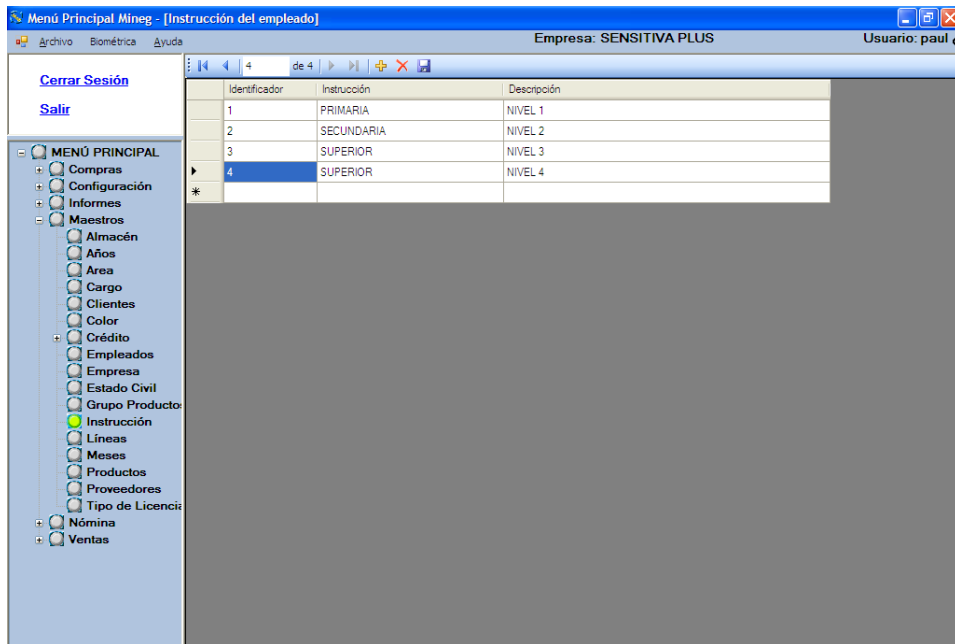 Menú Principal Mineg - [Instrucción del empleado]
Archivo Biométrica Ayuda Empresa: SENSITIVA PLUS Usuario: paul
Cerrar Sesión
Salir
4 de 4
Identificador Instrucción Descripción
1 PRIMARIA NIVEL 1
2 SECUNDARIA NIVEL 2
3 SUPERIOR NIVEL 3
4 SUPERIOR NIVEL 4
MENÚ PRINCIPAL
Compras
Configuración
Informes
Maestros
Almacén
Años
Area
Cargo
Clientes
Color
Crédito
Empleados
Empresa
Estado Civil
Grupo Productos
Instrucción
Líneas
Meses
Productos
Proveedores
Tipo de Licencia
Nómina
Ventas